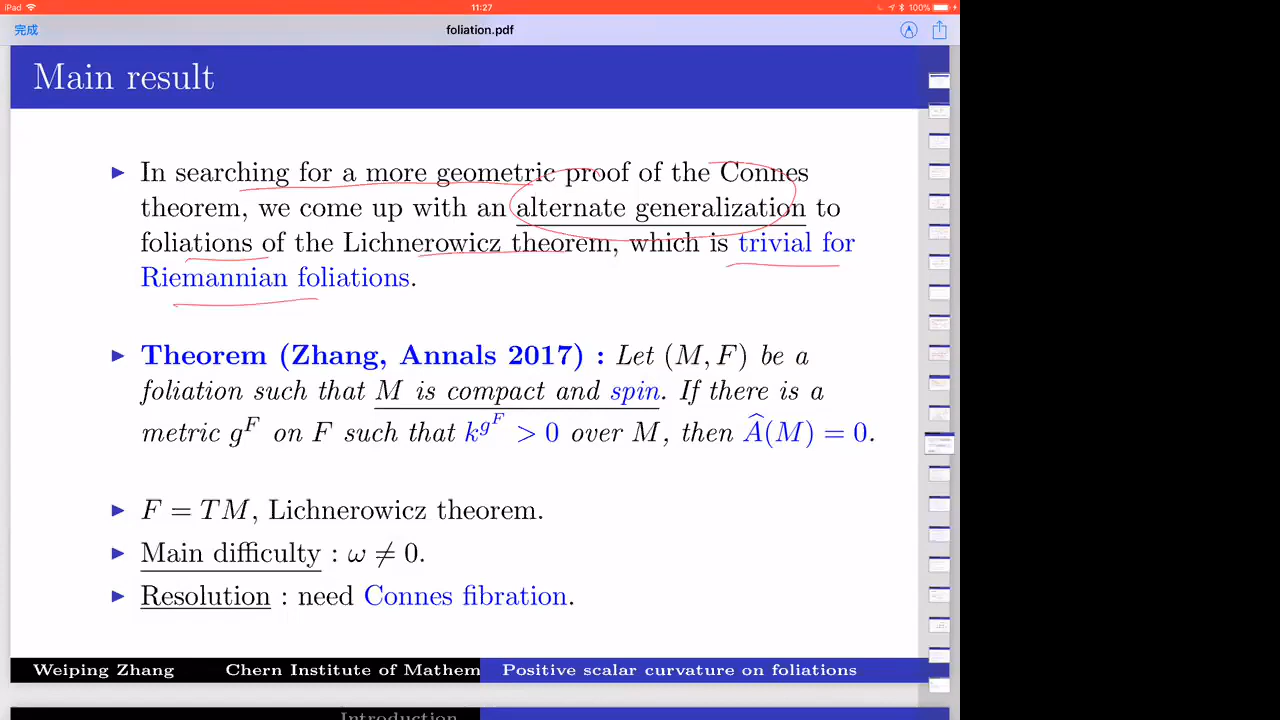 iPad 11:27 100%
完成 foliation.pdf
Main result
▶ In searching for a more geometric proof of the Connes
theorem, we come up with an alternate generalization to
foliations of the Lichnerowicz theorem, which is trivial for
Riemannian foliations.
▶ Theorem (Zhang, Annals 2017) : Let (M, F) be a
foliation such that M is compact and spin. If there is a
metric g^F on F suchthat k^{g^F} > 0 over M, then Â(M) = 0.
▶ F = TM, Lichnerowicz theorem.
▶ Main difficulty : ω ≠ 0.
▶ Resolution : need Connes fibration.
Weiping Zhang Chern Institute of Mathem Positive scalar curvature on foliations
Introduction